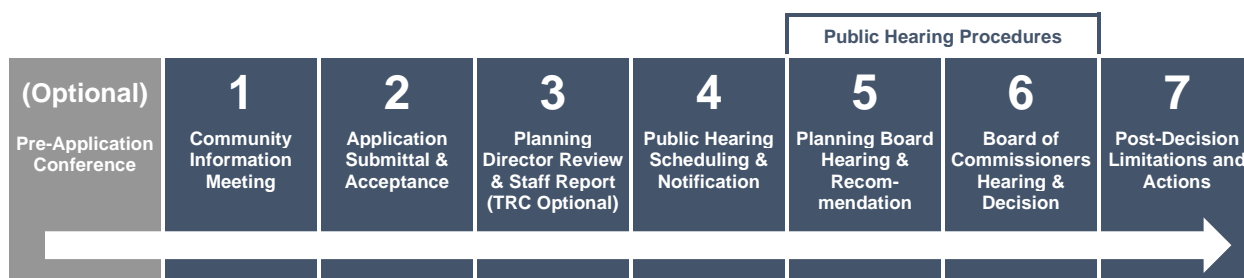 Public Hearing Procedures
(Optional)
Pre-Application
Conference
1
Community
Information
Meeting
2
Application
Submittal &
Acceptance
3
Planning
Director Review
& Staff Report
(TRC Optional)
4
Public Hearing
Scheduling &
Notification
5
Planning Board
Hearing &
Recom-
mendation
6
Board of
Commissioners
Hearing &
Decision
7
Post-Decision
Limitations and
Actions